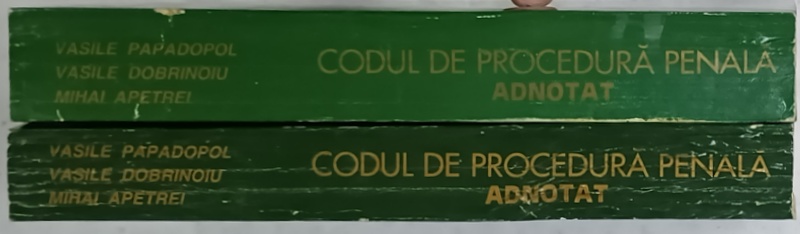 VASILE PAPADOPOL
VASILE DOBRINOIU
MIHAI APETREI
CODUL DE PROCEDURĂ PENALĂ
ADNOTAT
VASILE PAPADOPOL
VASILE DOBRINOIU
MIHAI APETREI
CODUL DE PROCEDURĂ PENALĂ
ADNOTAT